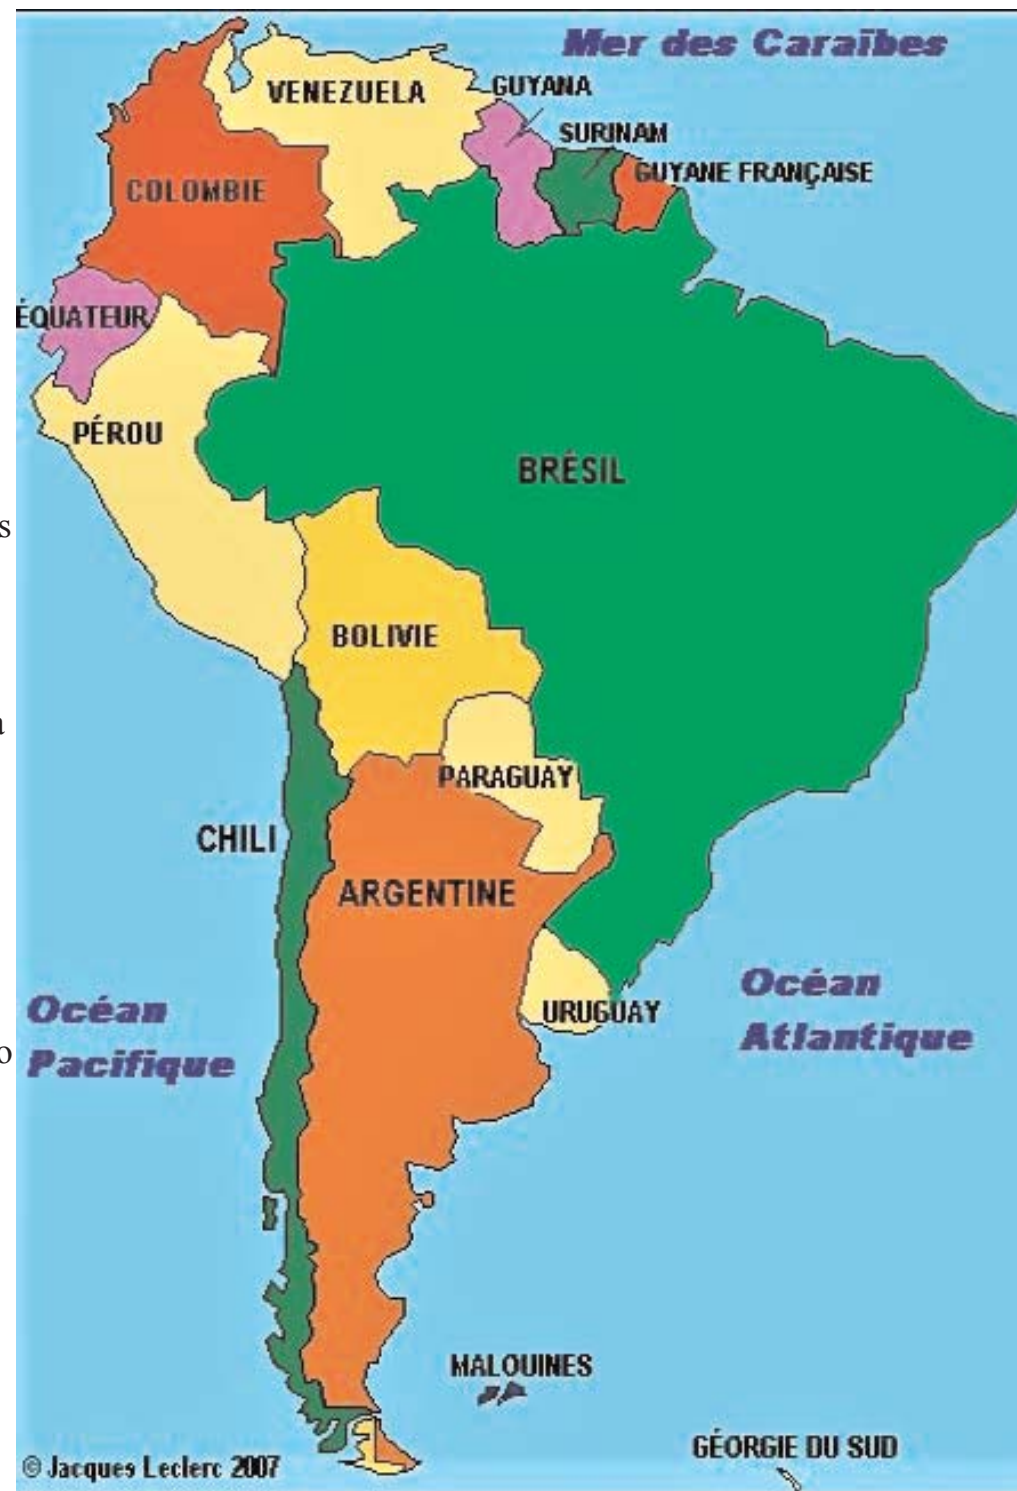 Mer des Caraïbes
VENEZUELA
GUYANA
SURINAM
GUYANE FRANÇAISE
COLOMBIE
ÉQUATEUR
PÉROU
BRÉSIL
s
BOLIVIE
a
PARAGUAY
CHILI
ARGENTINE
Océan
Pacifique
Océan
Atlantique
URUGUAY
o
MALOUINES
GÉORGIE DU SUD
© Jacques Leclerc 2007